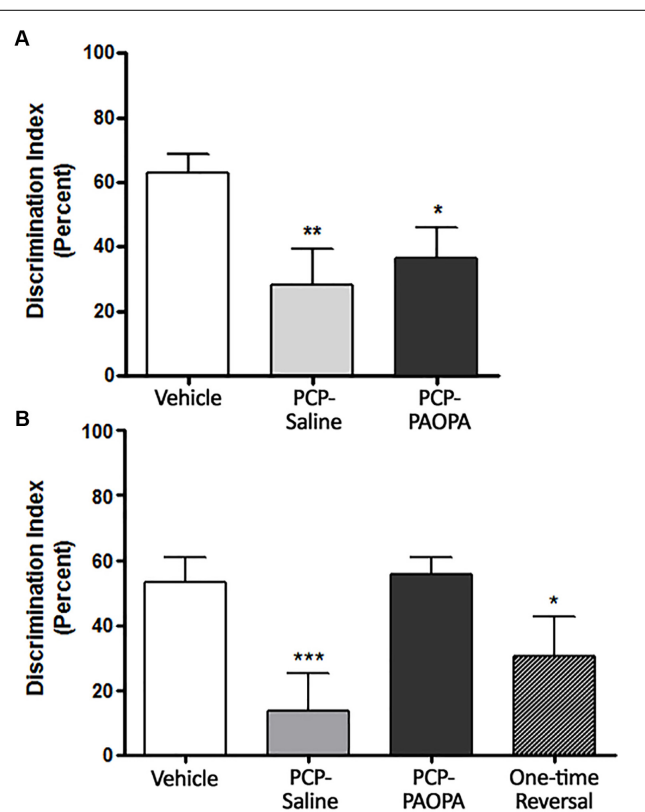 A
Discrimination Index
(Percent)
100
80
60
40
20
0
**
*
Vehicle
PCP-
Saline
PCP-
PAOPA
B
Discrimination Index
(Percent)
100
80
60
40
20
0
***
*
Vehicle
PCP-
Saline
PCP-
PAOPA
One-time
Reversal